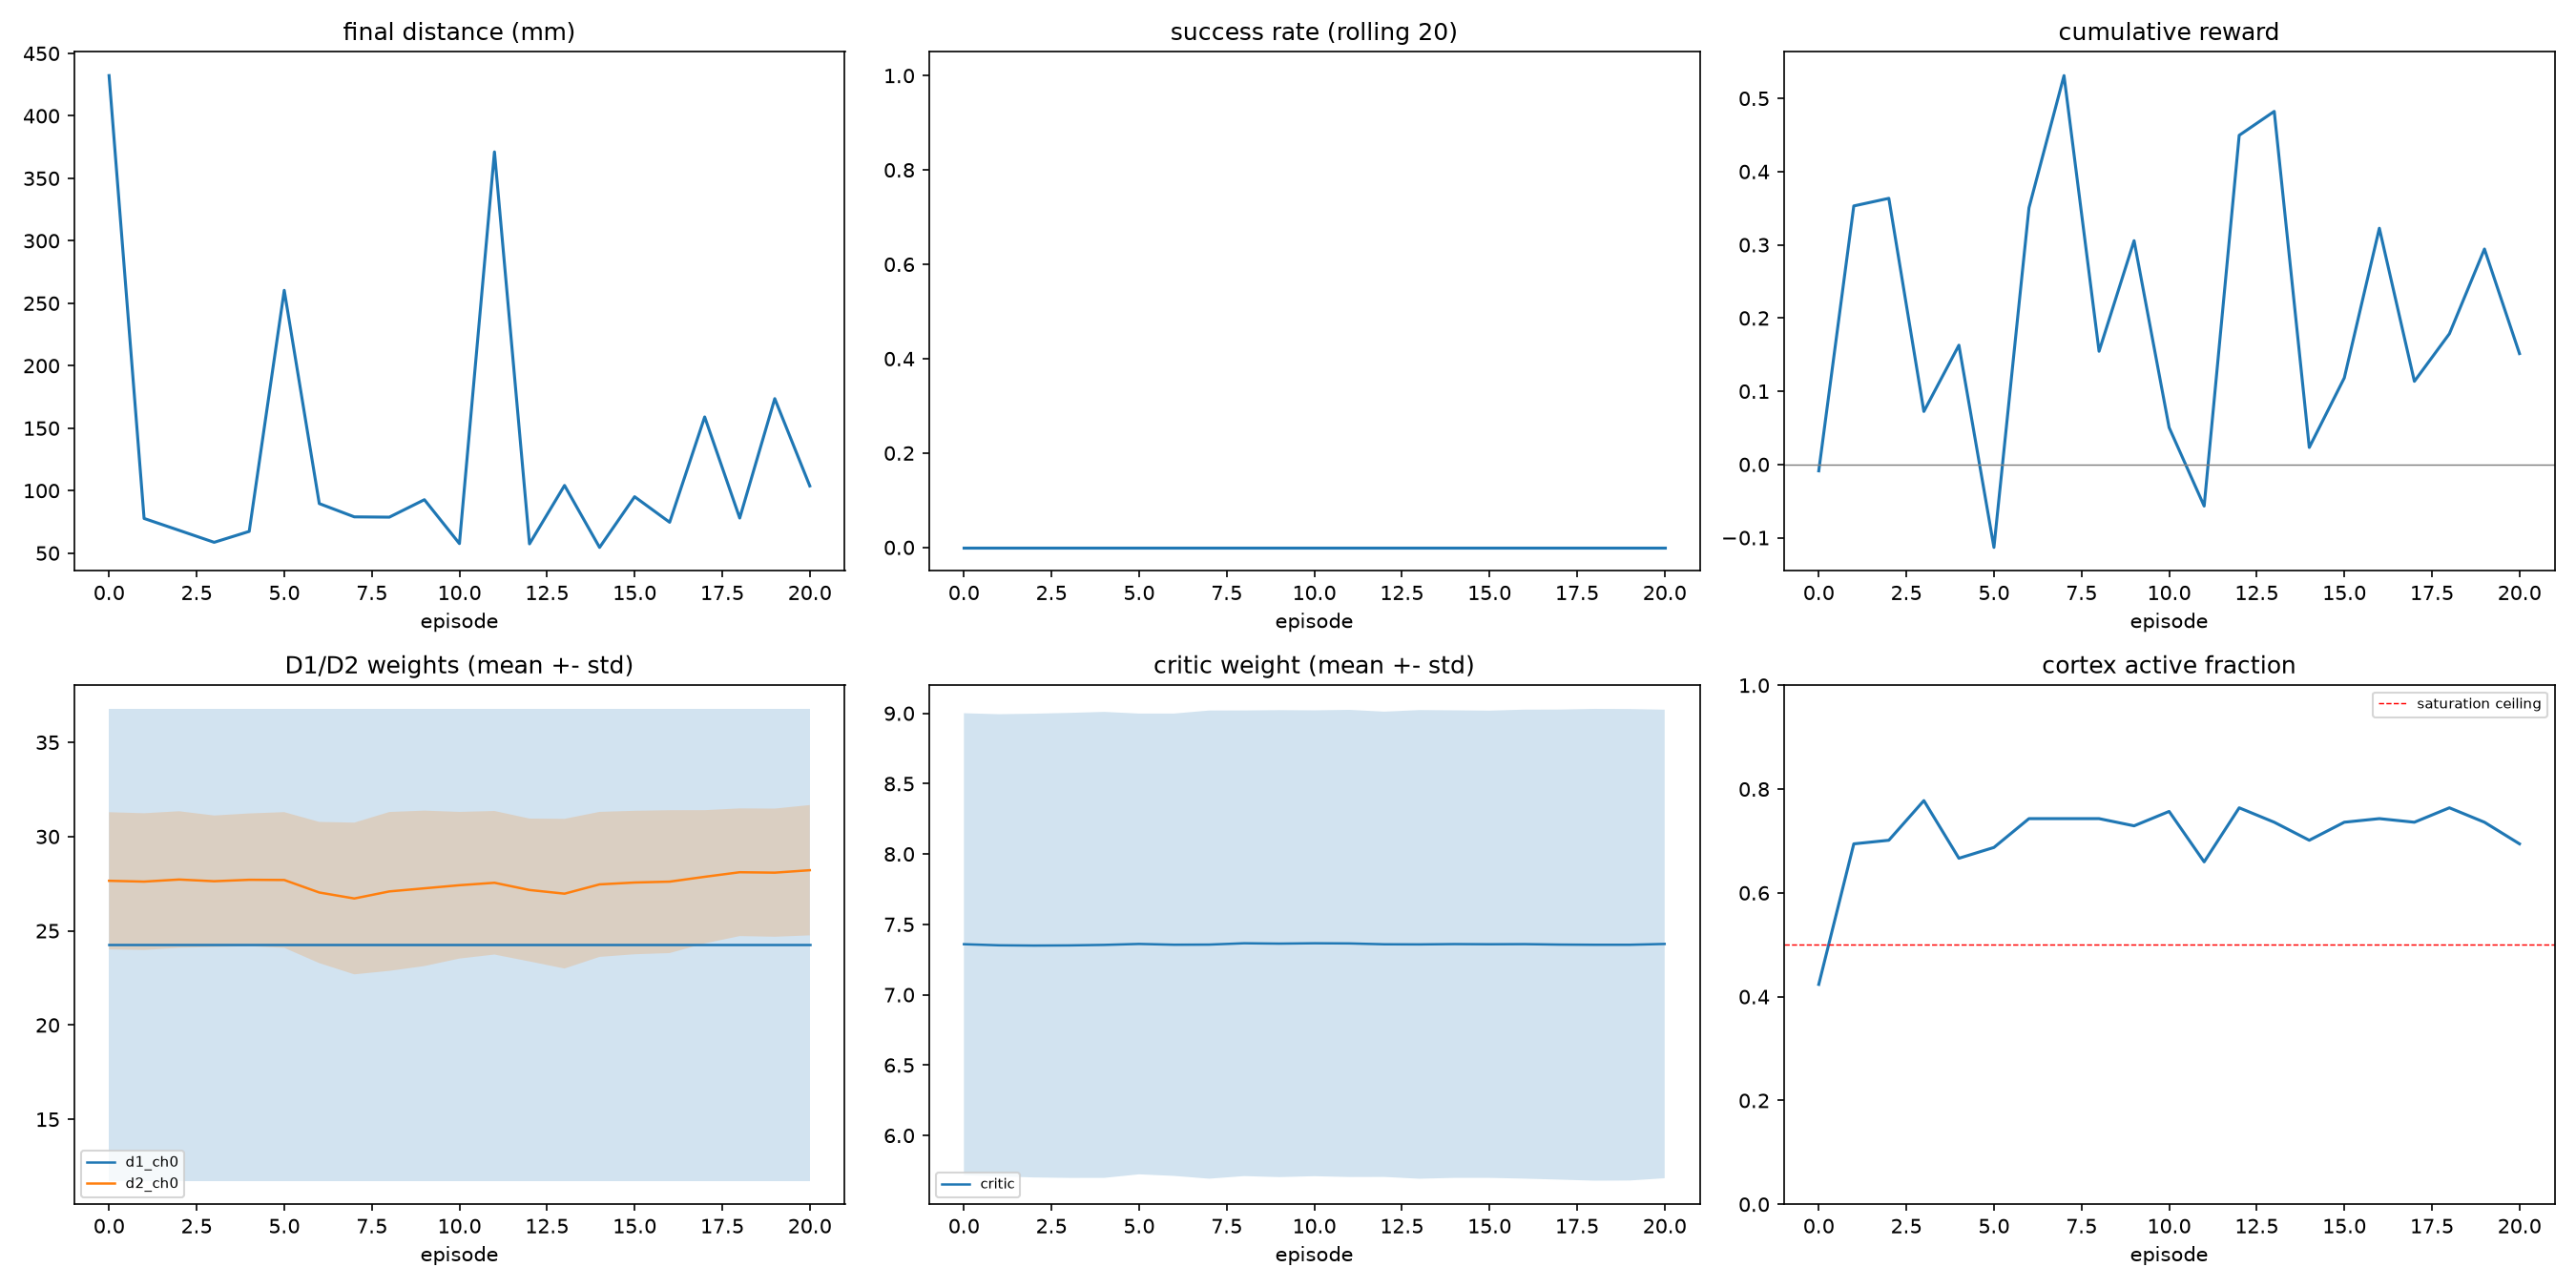 final distance (mm)
450
400
350
300
250
200
150
100
50
0.0 2.5 5.0 7.5 10.0 12.5 15.0 17.5 20.0
episode
success rate (rolling 20)
1.0
0.8
0.6
0.4
0.2
0.0
0.0 2.5 5.0 7.5 10.0 12.5 15.0 17.5 20.0
episode
cumulative reward
0.5
0.4
0.3
0.2
0.1
0.0
−0.1
0.0 2.5 5.0 7.5 10.0 12.5 15.0 17.5 20.0
episode
D1/D2 weights (mean +- std)
35
30
25
20
15
d1_ch0
d2_ch0
0.0 2.5 5.0 7.5 10.0 12.5 15.0 17.5 20.0
episode
critic weight (mean +- std)
9.0
8.5
8.0
7.5
7.0
6.5
6.0
critic
0.0 2.5 5.0 7.5 10.0 12.5 15.0 17.5 20.0
episode
cortex active fraction
1.0
saturation ceiling
0.8
0.6
0.4
0.2
0.0
0.0 2.5 5.0 7.5 10.0 12.5 15.0 17.5 20.0
episode